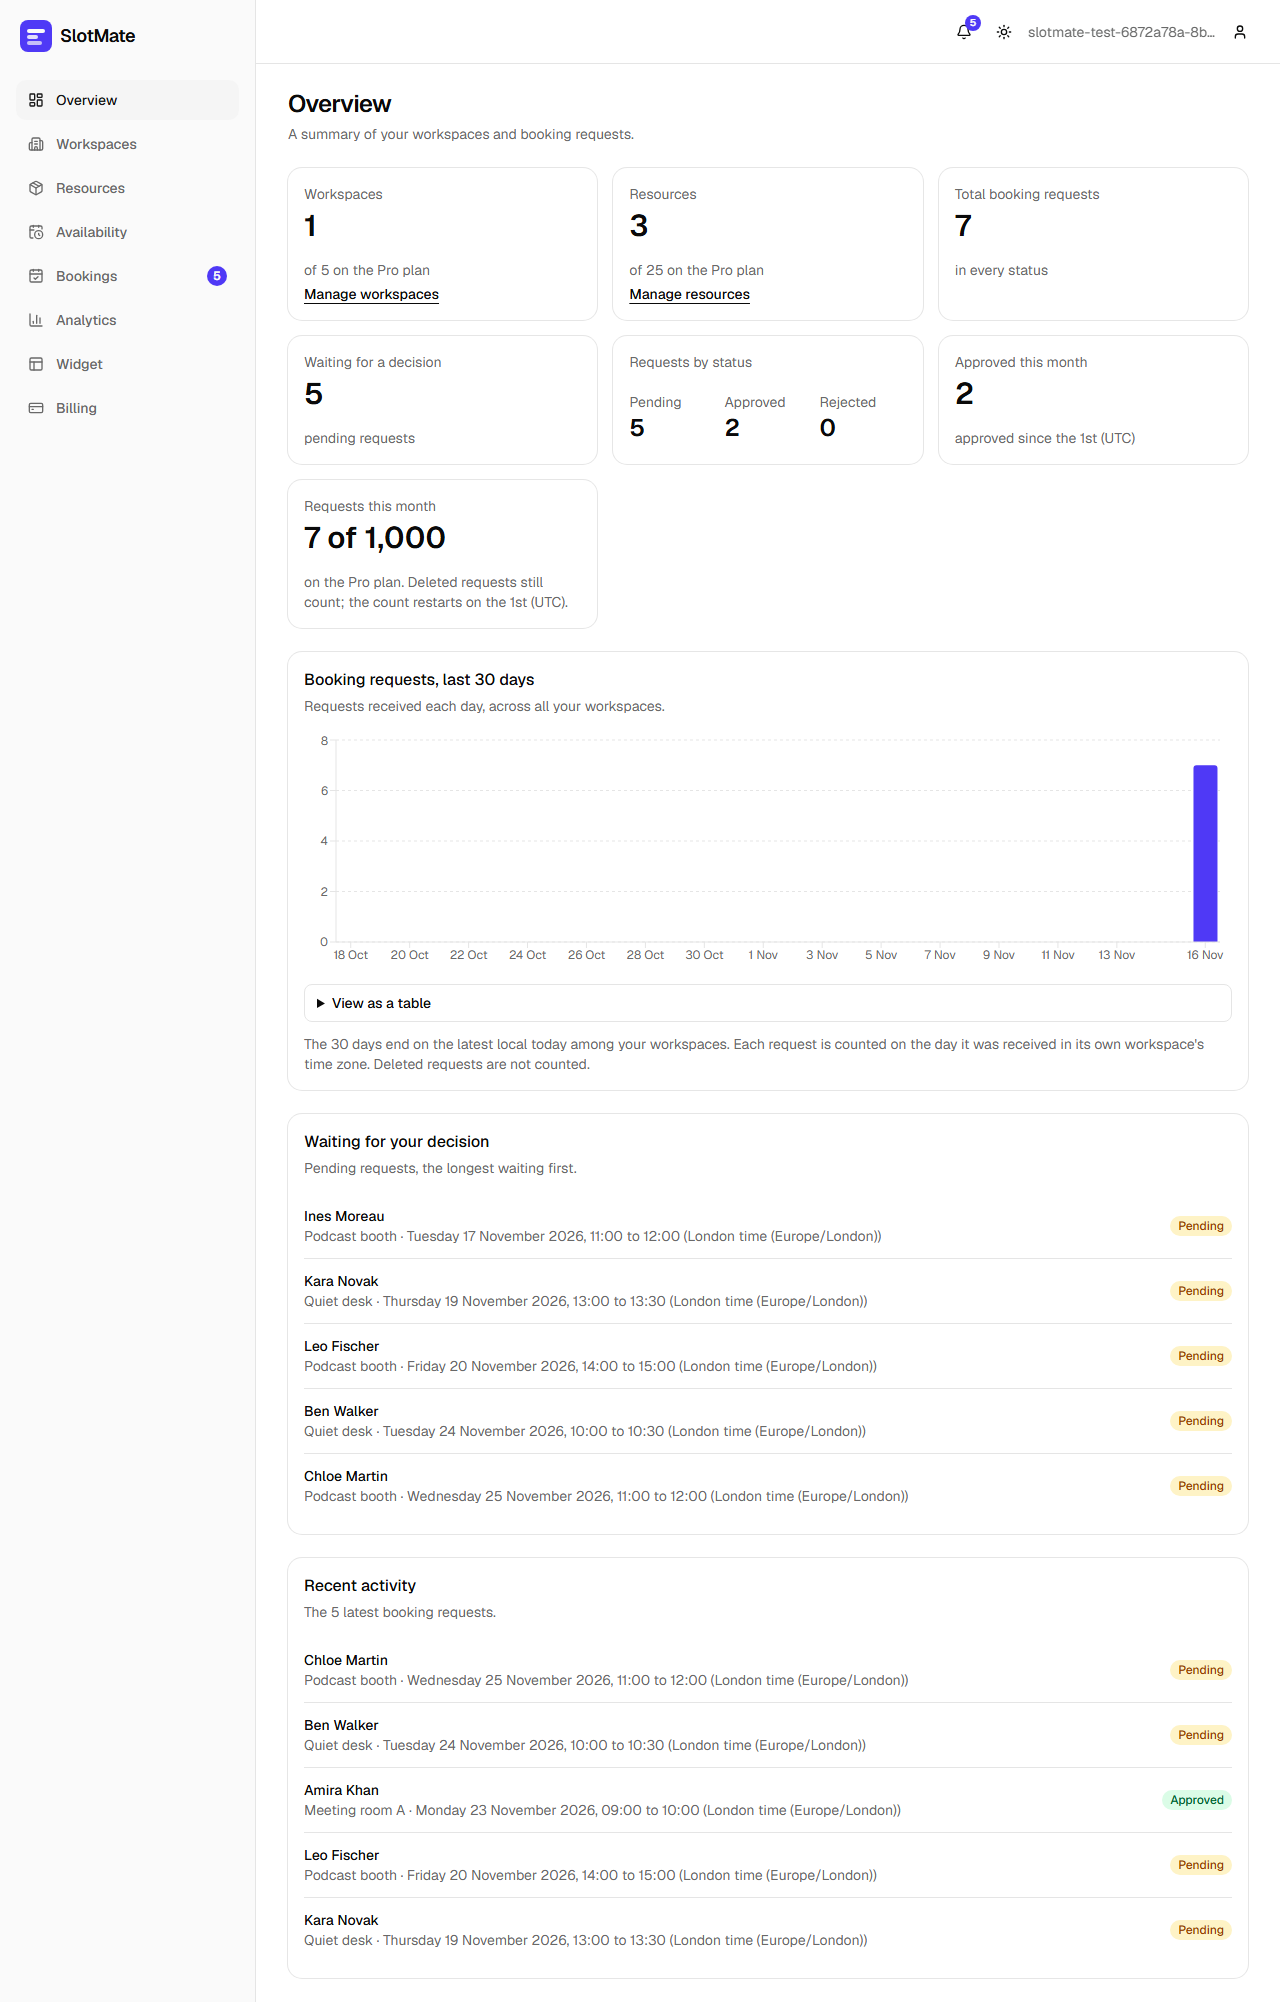 SlotMate
5
slotmate-test-6872a78a-8b...
Overview
Workspaces
Resources
Availability
Bookings
5
Analytics
Widget
Billing
Overview
A summary of your workspaces and booking requests.
Workspaces
1
of 5 on the Pro plan
Manage workspaces
Resources
3
of 25 on the Pro plan
Manage resources
Total booking requests
7
in every status
Waiting for a decision
5
pending requests
Requests by status
Pending Approved Rejected
5 2 0
Approved this month
2
approved since the 1st (UTC)
Requests this month
7 of 1,000
on the Pro plan. Deleted requests still
count; the count restarts on the 1st (UTC).
Booking requests, last 30 days
Requests received each day, across all your workspaces.
8
6
4
2
0
18 Oct 20 Oct 22 Oct 24 Oct 26 Oct 28 Oct 30 Oct 1 Nov 3 Nov 5 Nov 7 Nov 9 Nov 11 Nov 13 Nov 16 Nov
View as a table
The 30 days end on the latest local today among your workspaces. Each request is counted on the day it was received in its own workspace's
time zone. Deleted requests are not counted.
Waiting for your decision
Pending requests, the longest waiting first.
Ines Moreau
Podcast booth · Tuesday 17 November 2026, 11:00 to 12:00 (London time (Europe/London))
Pending
Kara Novak
Quiet desk · Thursday 19 November 2026, 13:00 to 13:30 (London time (Europe/London))
Pending
Leo Fischer
Podcast booth · Friday 20 November 2026, 14:00 to 15:00 (London time (Europe/London))
Pending
Ben Walker
Quiet desk · Tuesday 24 November 2026, 10:00 to 10:30 (London time (Europe/London))
Pending
Chloe Martin
Podcast booth · Wednesday 25 November 2026, 11:00 to 12:00 (London time (Europe/London))
Pending
Recent activity
The 5 latest booking requests.
Chloe Martin
Podcast booth · Wednesday 25 November 2026, 11:00 to 12:00 (London time (Europe/London))
Pending
Ben Walker
Quiet desk · Tuesday 24 November 2026, 10:00 to 10:30 (London time (Europe/London))
Pending
Amira Khan
Meeting room A · Monday 23 November 2026, 09:00 to 10:00 (London time (Europe/London))
Approved
Leo Fischer
Podcast booth · Friday 20 November 2026, 14:00 to 15:00 (London time (Europe/London))
Pending
Kara Novak
Quiet desk · Thursday 19 November 2026, 13:00 to 13:30 (London time (Europe/London))
Pending